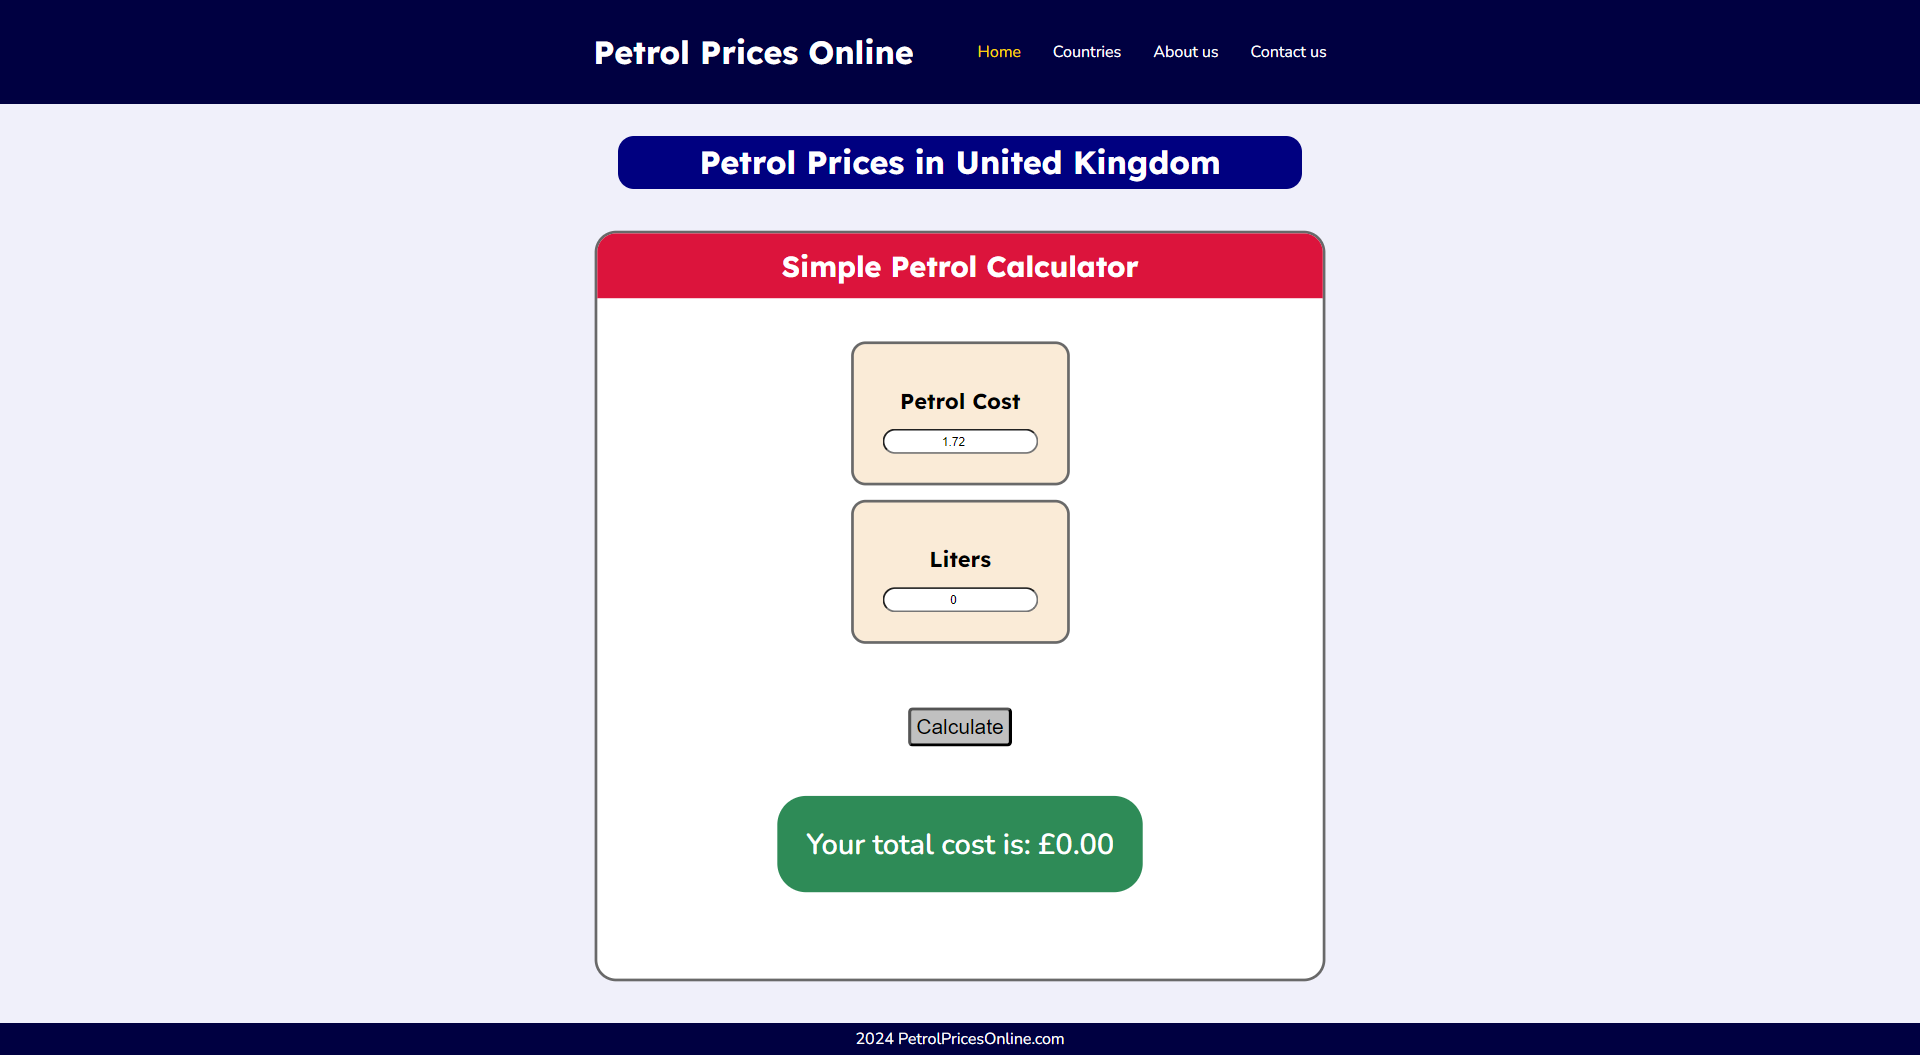 Petrol Prices Online
Home Countries About us Contact us
Petrol Prices in United Kingdom
Simple Petrol Calculator
Petrol Cost
1.72
Liters
0
Calculate
Your total cost is: £0.00
2024 PetrolPricesOnline.com